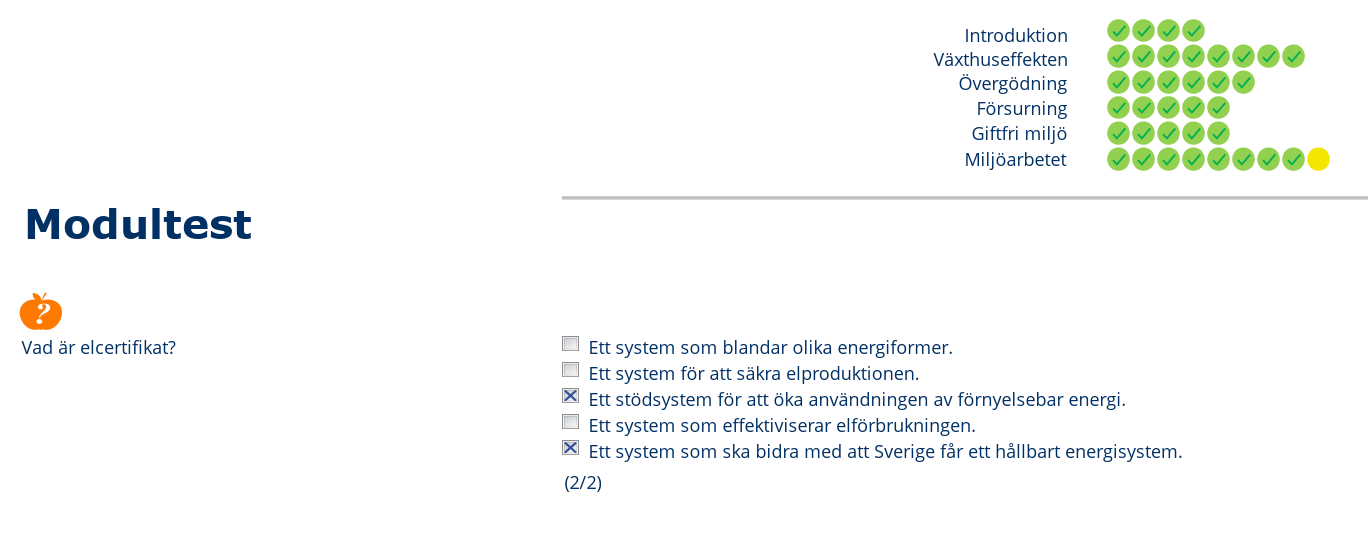 Introduktion
Växthuseffekten
Övergödning
Försurning
Giftfri miljö
Miljöarbetet
Modultest
?
Vad är elcertifikat?
Ett system som blandar olika energiformer.
Ett system för att säkra elproduktionen.
Ett stödsystem för att öka användningen av förnyelsebar energi.
Ett system som effektiviserar elförbrukningen.
Ett system som ska bidra med att Sverige får ett hållbart energisystem.
(2/2)